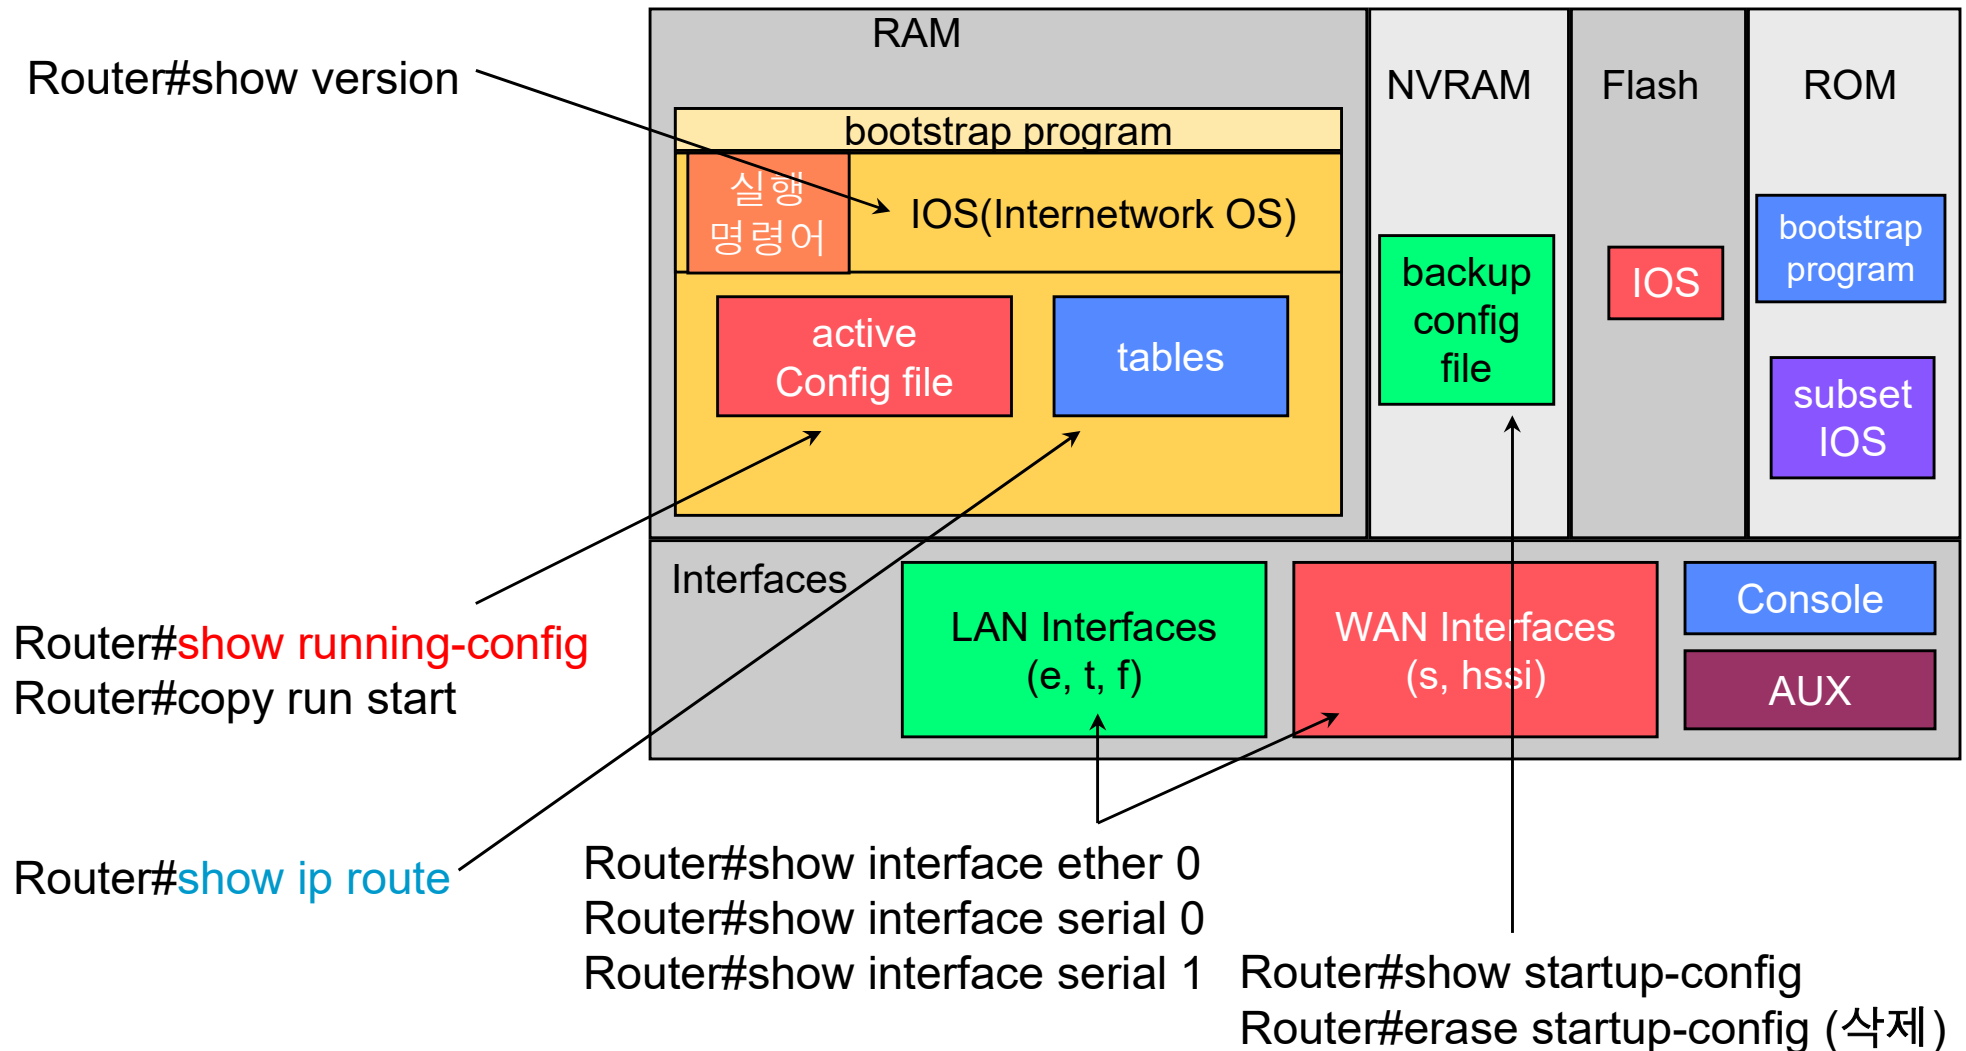 RAM
Router#show version
NVRAM
Flash
ROM
bootstrap program
실행
명령어
IOS(Internetwork OS)
active
Config file
tables
backup
config
file
IOS
bootstrap
program
subset
IOS
Interfaces
LAN Interfaces
(e, t, f)
WAN Interfaces
(s, hssi)
Console
AUX
Router#show running-config
Router#copy run start
Router#show ip route
Router#show interface ether 0
Router#show interface serial 0
Router#show interface serial 1
Router#show startup-config
Router#erase startup-config (삭제)